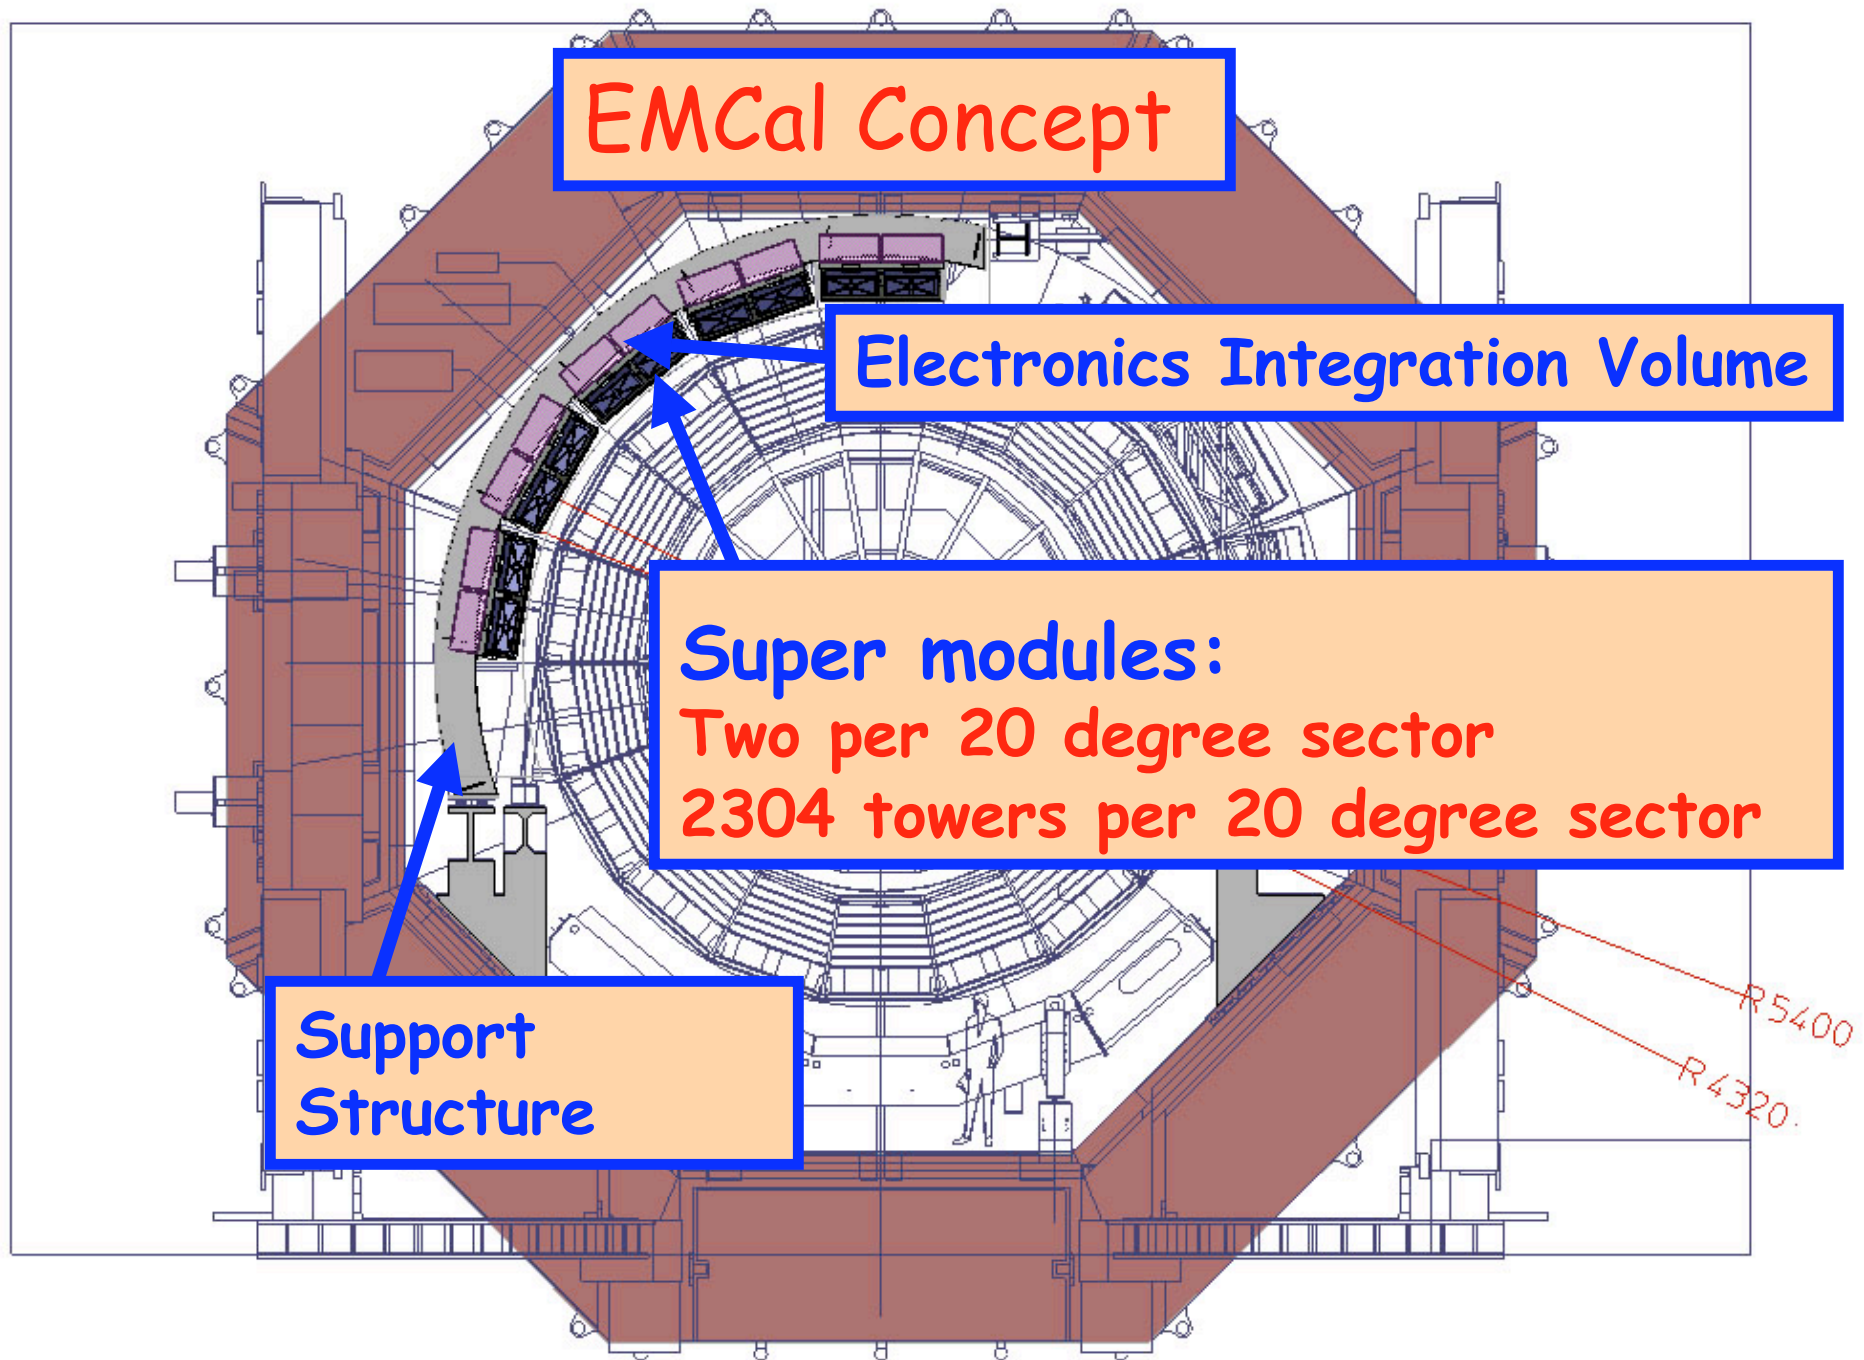 EMCal Concept
Electronics Integration Volume
Super modules:
Two per 20 degree sector
2304 towers per 20 degree sector
Support
Structure
R5400
R4320.